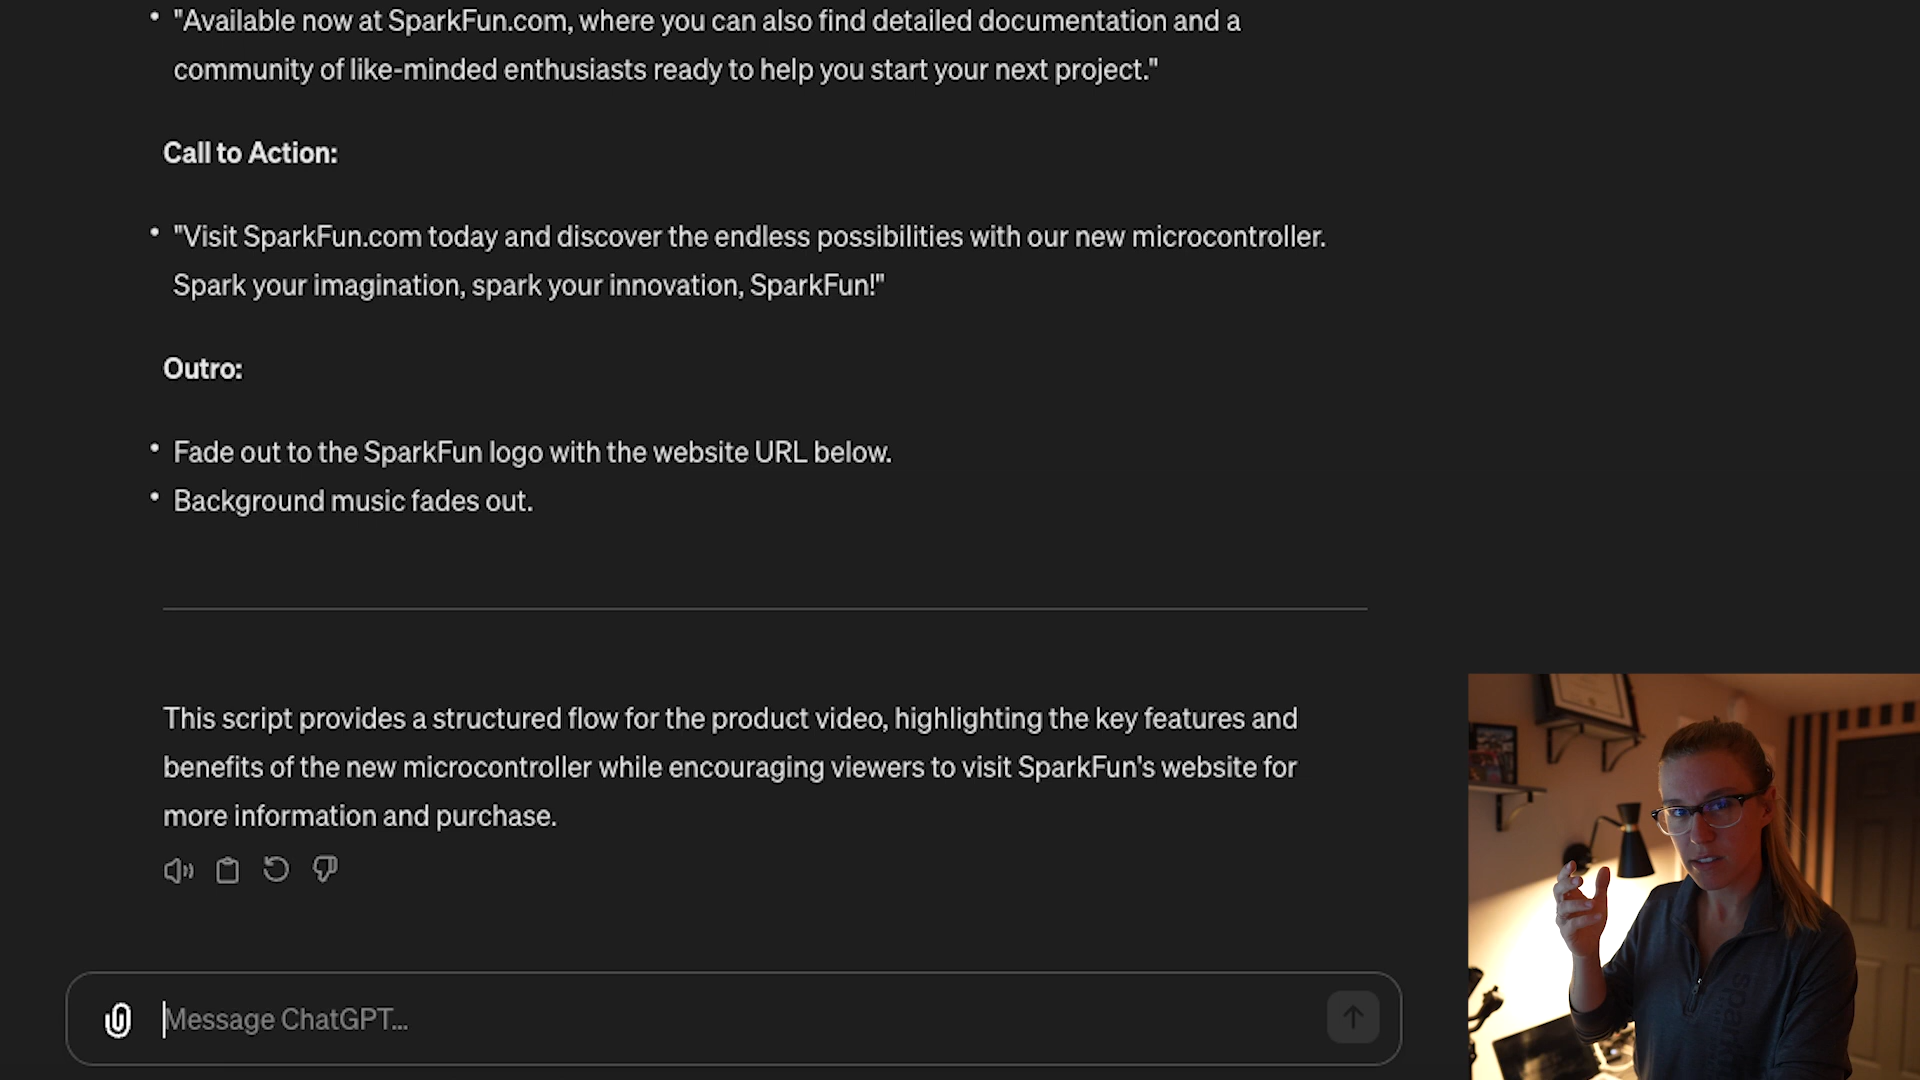 "Available now at SparkFun.com, where you can also find detailed documentation and a
community of like-minded enthusiasts ready to help you start your next project."
Call to Action:
"Visit SparkFun.com today and discover the endless possibilities with our new microcontroller.
Spark your imagination, spark your innovation, SparkFun!"
Outro:
Fade out to the SparkFun logo with the website URL below.
Background music fades out.
This script provides a structured flow for the product video, highlighting the key features and
benefits of the new microcontroller while encouraging viewers to visit SparkFun's website for
more information and purchase.
Message ChatGPT...